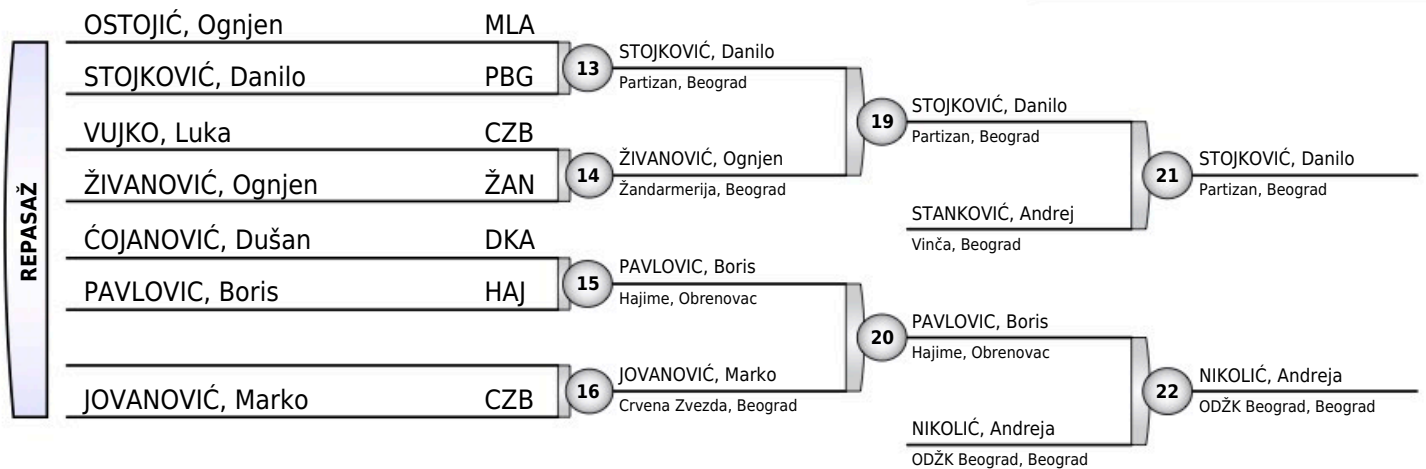 REPASAŽ
OSTOJIĆ, Ognjen MLA
STOJKOVIĆ, Danilo PBG
VUJKO, Luka CZB
ŽIVANOVIĆ, Ognjen ŽAN
ĆOJANOVIĆ, Dušan DKA
PAVLOVIC, Boris HAJ
JOVANOVIĆ, Marko CZB
13
STOJKOVIĆ, Danilo
Partizan, Beograd
14
ŽIVANOVIĆ, Ognjen
Žandarmerija, Beograd
15
PAVLOVIC, Boris
Hajime, Obrenovac
16
JOVANOVIĆ, Marko
Crvena Zvezda, Beograd
19
STOJKOVIĆ, Danilo
Partizan, Beograd
STANKOVIĆ, Andrej
Vinča, Beograd
20
PAVLOVIC, Boris
Hajime, Obrenovac
NIKOLIĆ, Andreja
ODŽK Beograd, Beograd
21
STOJKOVIĆ, Danilo
Partizan, Beograd
22
NIKOLIĆ, Andreja
ODŽK Beograd, Beograd